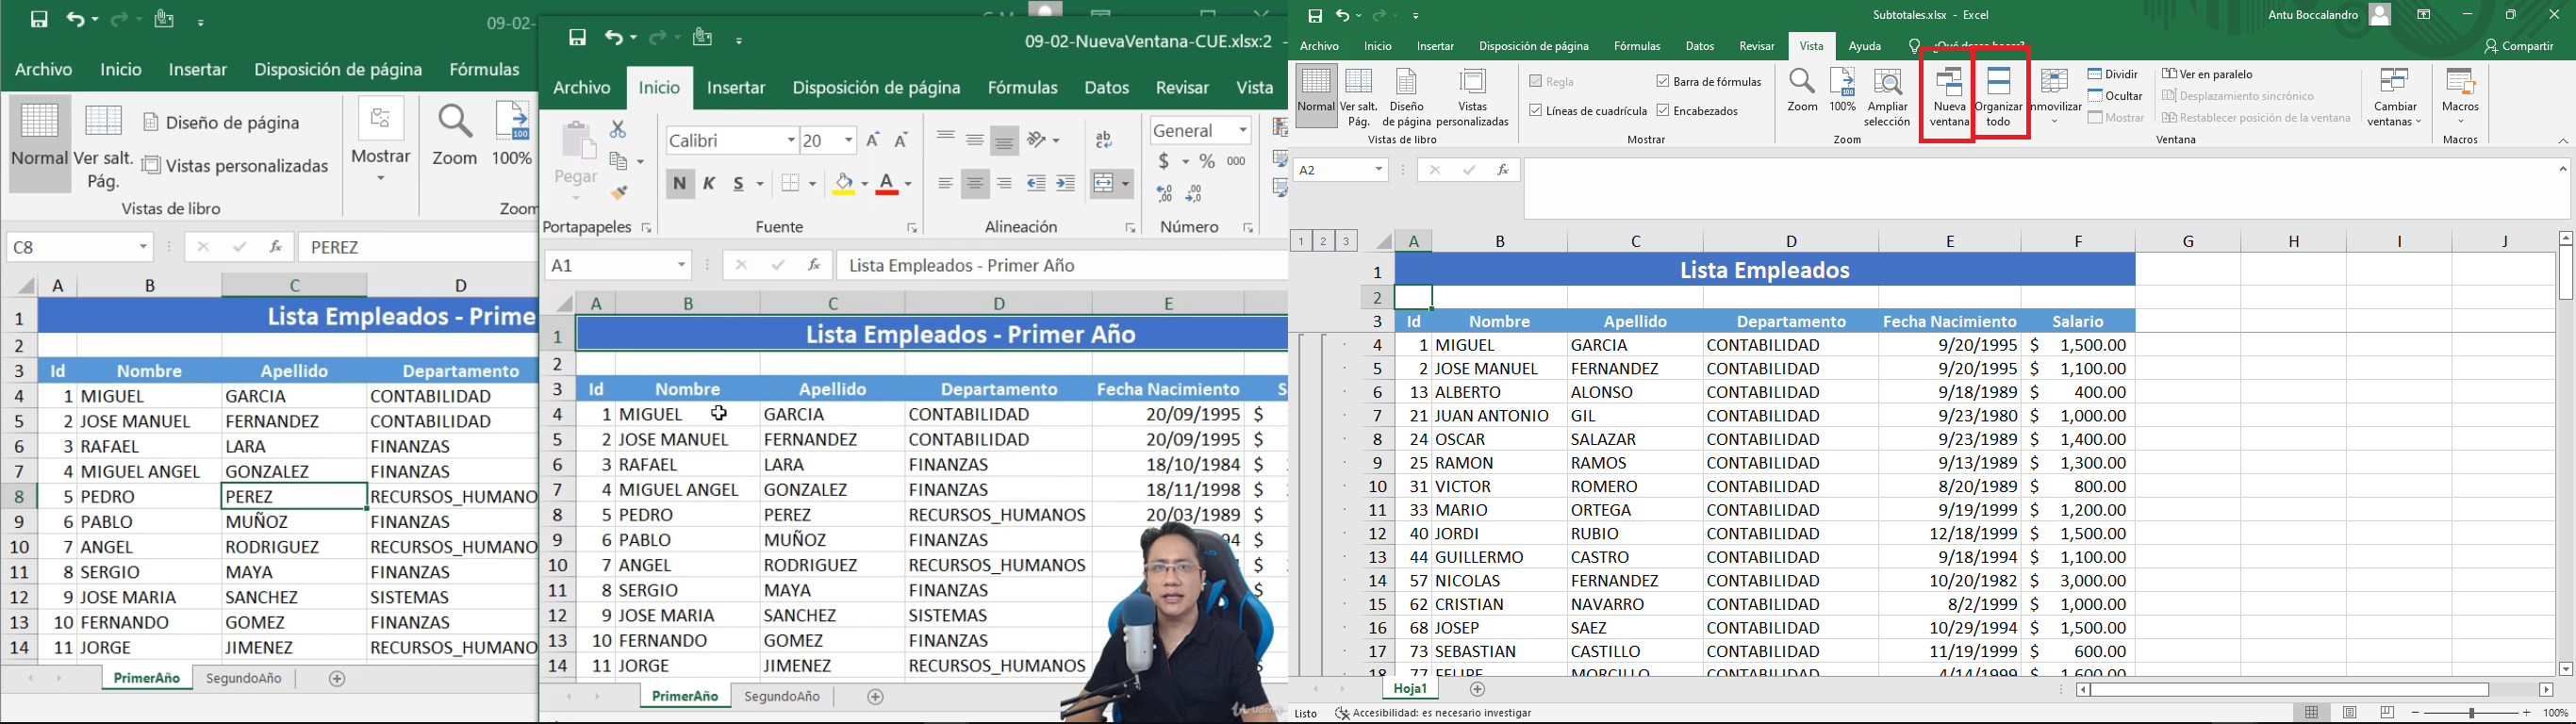 09-02-
Archivo Inicio Insertar Disposición de página Fórmulas
Normal Ver salt. Pág. Diseño de página Vistas personalizadas Mostrar Zoom 100%
Vistas de libro Zoom
C8 fx PEREZ
A B C D
1 Lista Empleados - Prime
2
3 Id Nombre Apellido Departamento
4 1 MIGUEL GARCIA CONTABILIDAD
5 2 JOSE MANUEL FERNANDEZ CONTABILIDAD
6 3 RAFAEL LARA FINANZAS
7 4 MIGUEL ANGEL GONZALEZ FINANZAS
8 5 PEDRO PEREZ RECURSOS_HUMANO
9 6 PABLO MUÑOZ FINANZAS
10 7 ANGEL RODRIGUEZ RECURSOS_HUMANO
11 8 SERGIO MAYA FINANZAS
12 9 JOSE MARIA SANCHEZ SISTEMAS
13 10 FERNANDO GOMEZ FINANZAS
14 11 JORGE JIMENEZ RECURSOS_HUMANO
PrimerAño SegundoAño
09-02-NuevaVentana-CUE.xlsx:2 -
Archivo Inicio Insertar Disposición de página Fórmulas Datos Revisar Vista
Pegar Calibri 20 A A ab c General
N K S A $ % 000
Portapapeles Fuente Alineación Número
A1 fx Lista Empleados - Primer Año
A B C D E
1 Lista Empleados - Primer Año
2
3 Id Nombre Apellido Departamento Fecha Nacimiento S
4 1 MIGUEL GARCIA CONTABILIDAD 20/09/1995 $
5 2 JOSE MANUEL FERNANDEZ CONTABILIDAD 20/09/1995 $
6 3 RAFAEL LARA FINANZAS 18/10/1984 $
7 4 MIGUEL ANGEL GONZALEZ FINANZAS 18/11/1998 $
8 5 PEDRO PEREZ RECURSOS_HUMANOS 20/03/1989 $
9 6 PABLO MUÑOZ FINANZAS 94 $
10 7 ANGEL RODRIGUEZ RECURSOS_HUMANOS
11 8 SERGIO MAYA FINANZAS $
12 9 JOSE MARIA SANCHEZ SISTEMAS
13 10 FERNANDO GOMEZ FINANZAS
14 11 JORGE JIMENEZ RECURSOS_HUMANOS
PrimerAño SegundoAño
Subtotales.xlsx - Excel Antu Boccalandro
Archivo Inicio Insertar Disposición de página Fórmulas Datos Revisar Vista Ayuda ¿Qué desea hacer? Compartir
Normal Ver salt. Pág. Diseño de página Vistas personalizadas
Regla Barra de fórmulas
Líneas de cuadrícula Encabezados
Zoom 100% Ampliar selección Nueva ventana Organizar todo nmovilizar
Dividir Ver en paralelo
Ocultar Desplazamiento sincrónico
Mostrar Restablecer posición de la ventana
Cambiar ventanas Macros
Vistas de libro Mostrar Zoom Ventana Macros
A2 fx
1 2 3 A B C D E F G H I J
1 Lista Empleados
2
3 Id Nombre Apellido Departamento Fecha Nacimiento Salario
4 1 MIGUEL GARCIA CONTABILIDAD 9/20/1995 $ 1,500.00
5 2 JOSE MANUEL FERNANDEZ CONTABILIDAD 9/20/1995 $ 1,100.00
6 13 ALBERTO ALONSO CONTABILIDAD 9/18/1989 $ 400.00
7 21 JUAN ANTONIO GIL CONTABILIDAD 9/23/1980 $ 1,000.00
8 24 OSCAR SALAZAR CONTABILIDAD 9/23/1989 $ 1,400.00
9 25 RAMON RAMOS CONTABILIDAD 9/13/1989 $ 1,300.00
10 31 VICTOR ROMERO CONTABILIDAD 8/20/1989 $ 800.00
11 33 MARIO ORTEGA CONTABILIDAD 9/19/1999 $ 1,200.00
12 40 JORDI RUBIO CONTABILIDAD 12/18/1999 $ 1,500.00
13 44 GUILLERMO CASTRO CONTABILIDAD 9/18/1994 $ 1,100.00
14 57 NICOLAS FERNANDEZ CONTABILIDAD 10/20/1982 $ 3,000.00
15 62 CRISTIAN NAVARRO CONTABILIDAD 8/2/1999 $ 1,000.00
16 68 JOSEP SAEZ CONTABILIDAD 10/29/1994 $ 1,500.00
17 73 SEBASTIAN CASTILLO CONTABILIDAD 11/19/1999 $ 600.00
18 77 FELIPE MORCILLO CONTABILIDAD 4/14/1999 $ 1,600.00
Hoja1
Listo Accesibilidad: es necesario investigar 100%